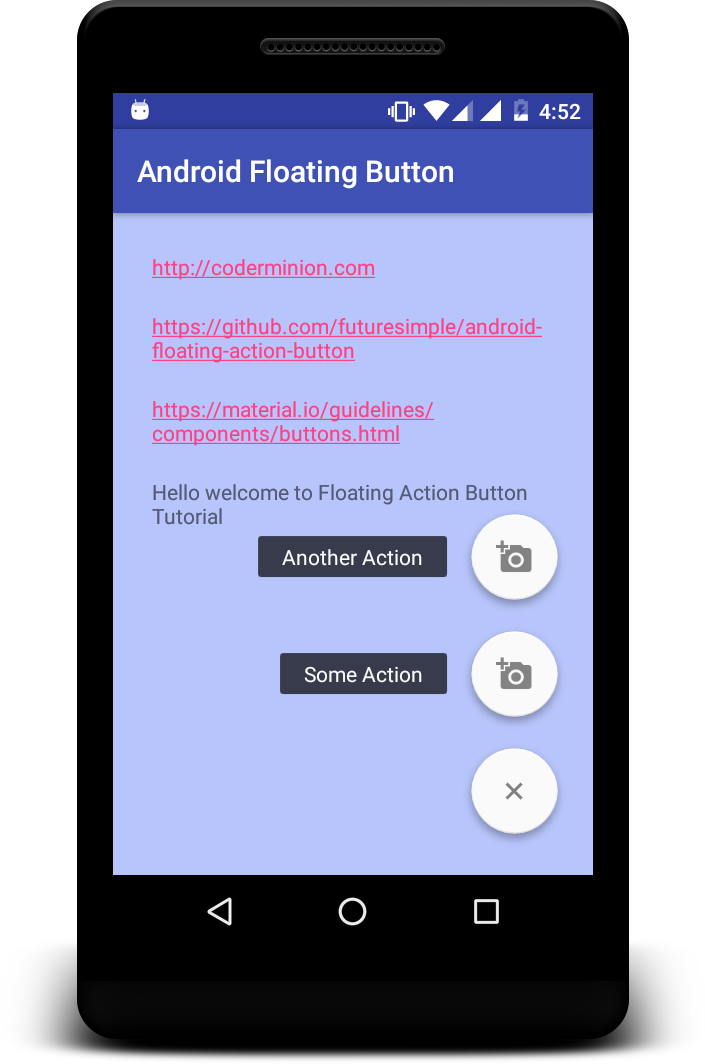 4:52
Android Floating Button
http://coderminion.com
https://github.com/futuresimple/android-
floating-action-button
https://material.io/guidelines/
components/buttons.html
Hello welcome to Floating Action Button
Tutorial
Another Action
Some Action